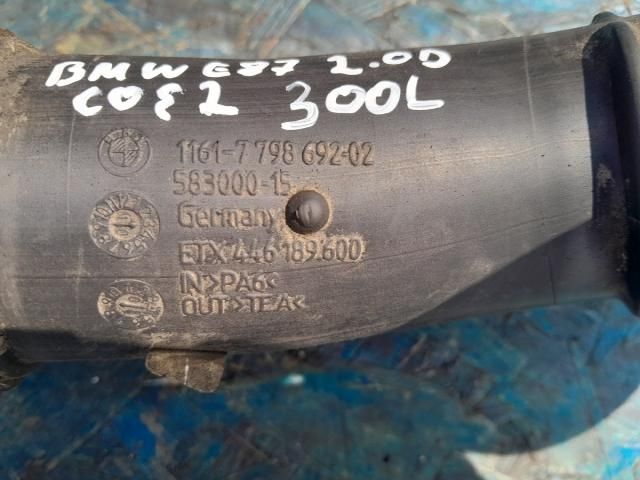 BMW E87 2.0D
COE2 300L
1161-7 798 692-02
583000-15
Germany
ETX 446 189.600
IN>PA6<
OUT>TEA<